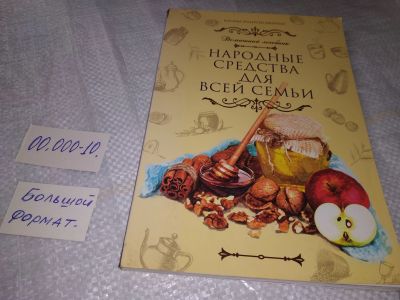 Домашний лечебник
НАРОДНЫЕ
СРЕДСТВА
ДЛЯ
ВСЕЙ СЕМЬИ
00.000-10.
БОЛЬШОЙ
ФОРМАТ.